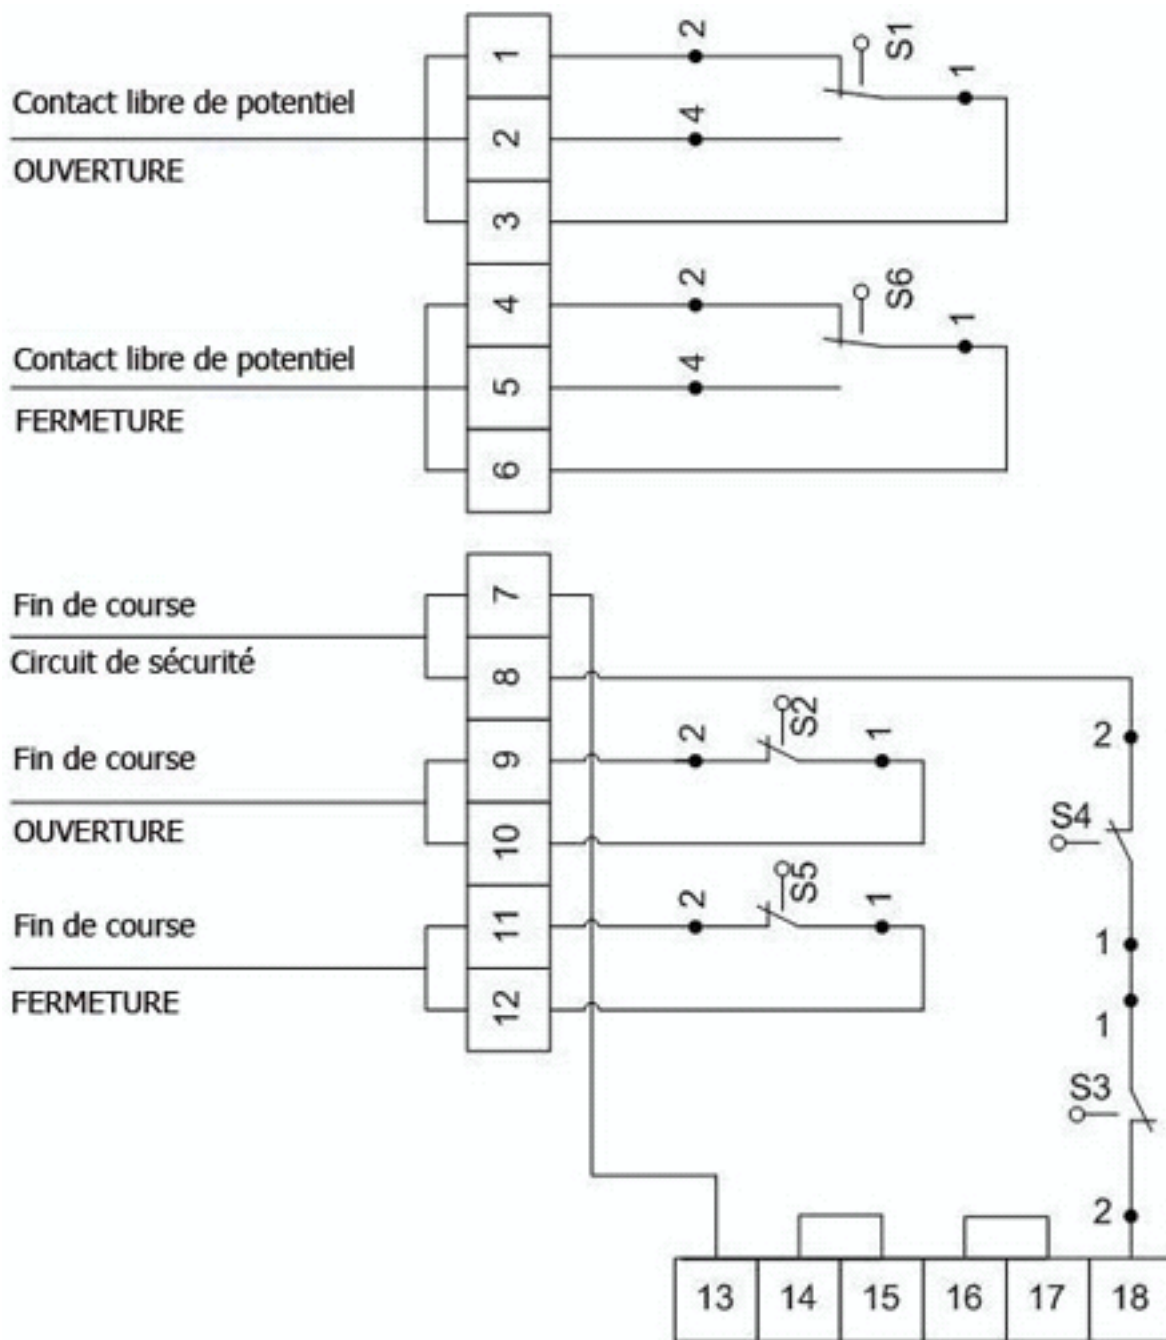 1 2 S1 1
Contact libre de potentiel
2 4
OUVERTURE
3
4 2 S6 1
Contact libre de potentiel
5 4
FERMETURE
6
7
Fin de course
Circuit de sécurité
8
9 2 S2 1 2
Fin de course
OUVERTURE
10 S4
11 2 S5 1
Fin de course
1
FERMETURE
12 1
S3
2
13 14 15 16 17 18